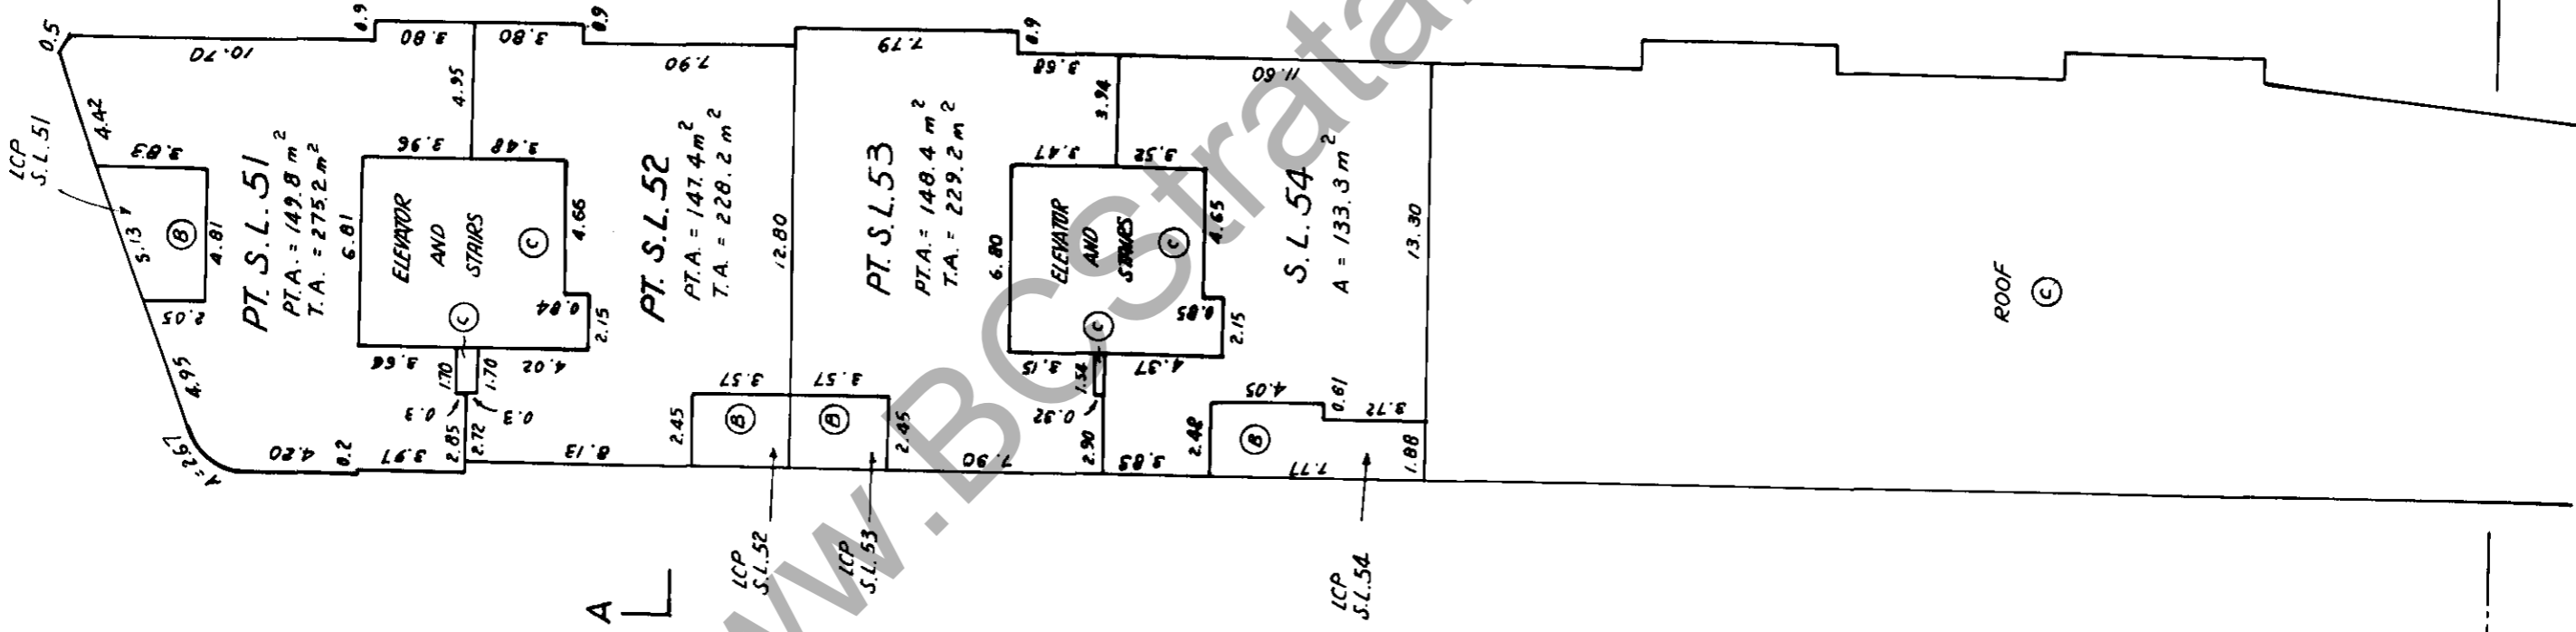 LCP
S.L.51
0.5
10.70
0.9
3.80
3.80
0.9
7.90
7.79
0.9
3.68
11.60
4.42
3.83
5.13
B
4.81
2.05
4.95
A = 2.67
4.20
0.2
3.97
PT. S.L.51
PT.A. = 149.8 m²
T.A. = 275.2 m²
4.95
3.96
3.48
6.81
ELEVATOR
AND
STAIRS
C
4.66
0.84
2.15
C
3.66
4.02
1.70
1.70
0.3
0.3
2.85
2.72
8.13
PT. S.L.52
PT.A. = 147.4 m²
T.A. = 228.2 m²
12.80
3.57
3.57
2.45
B
B
2.45
LCP
S.L.52
LCP
S.L.53
PT. S.L.53
PT.A. = 148.4 m²
T.A. = 229.2 m²
3.94
3.47
3.52
6.80
ELEVATOR
AND
STAIRS
C
4.65
0.85
2.15
C
3.15
4.37
1.54
0.32
2.90
7.90
3.83
S.L.54
A = 133.3 m²
13.30
4.05
0.61
3.72
2.48
B
7.77
1.88
LCP
S.L.54
ROOF
C
A
www.BCStrata